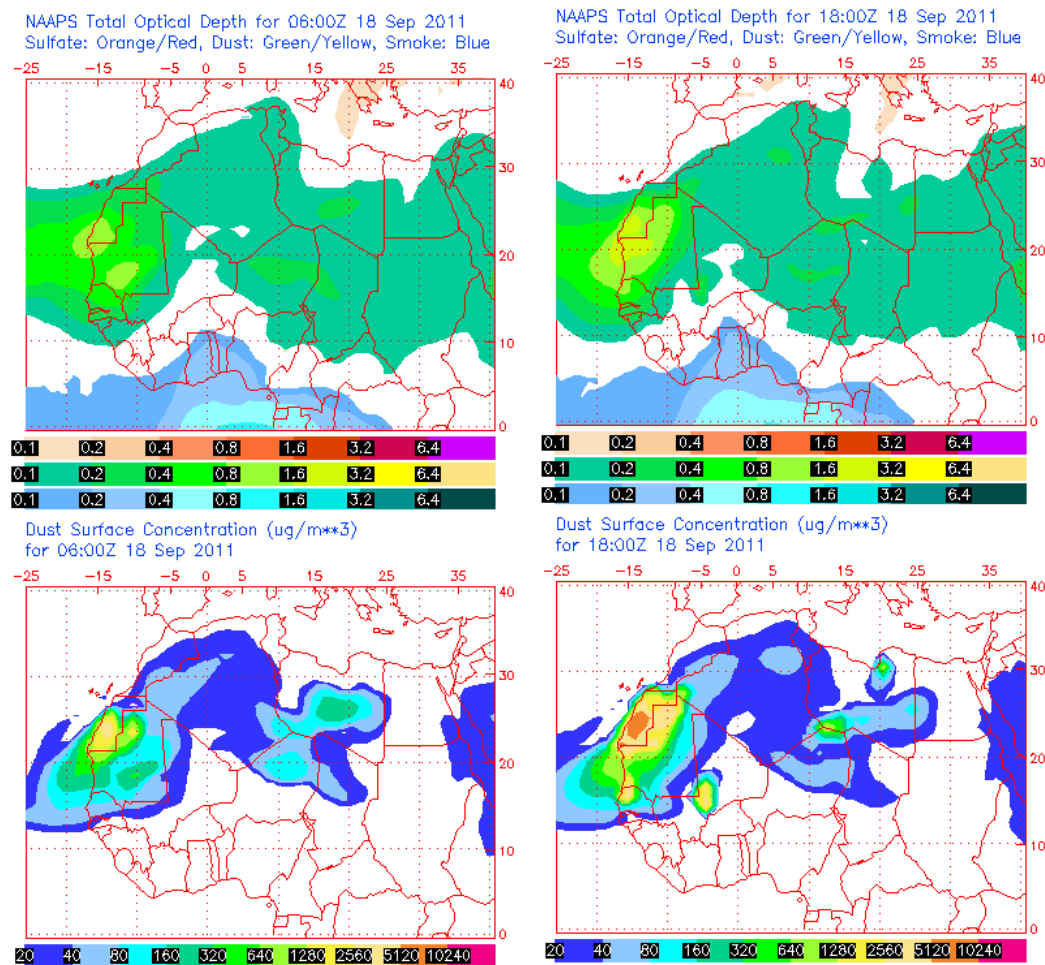 NAAPS Total Optical Depth for 06:00Z 18 Sep 2011
Sulfate: Orange/Red, Dust: Green/Yellow, Smoke: Blue
-25 -15 -5 0 5 15 25 35
40
30
20
10
0
0.1 0.2 0.4 0.8 1.6 3.2 6.4
0.1 0.2 0.4 0.8 1.6 3.2 6.4
0.1 0.2 0.4 0.8 1.6 3.2 6.4
NAAPS Total Optical Depth for 18:00Z 18 Sep 2011
Sulfate: Orange/Red, Dust: Green/Yellow, Smoke: Blue
-25 -15 -5 0 5 15 25 35
40
30
20
10
0
0.1 0.2 0.4 0.8 1.6 3.2 6.4
0.1 0.2 0.4 0.8 1.6 3.2 6.4
0.1 0.2 0.4 0.8 1.6 3.2 6.4
Dust Surface Concentration (ug/m**3)
for 06:00Z 18 Sep 2011
-25 -15 -5 0 5 15 25 35
40
30
20
10
0
20 40 80 160 320 640 1280 2560 5120 10240
Dust Surface Concentration (ug/m**3)
for 18:00Z 18 Sep 2011
-25 -15 -5 0 5 15 25 35
40
30
20
10
0
20 40 80 160 320 640 1280 2560 5120 10240